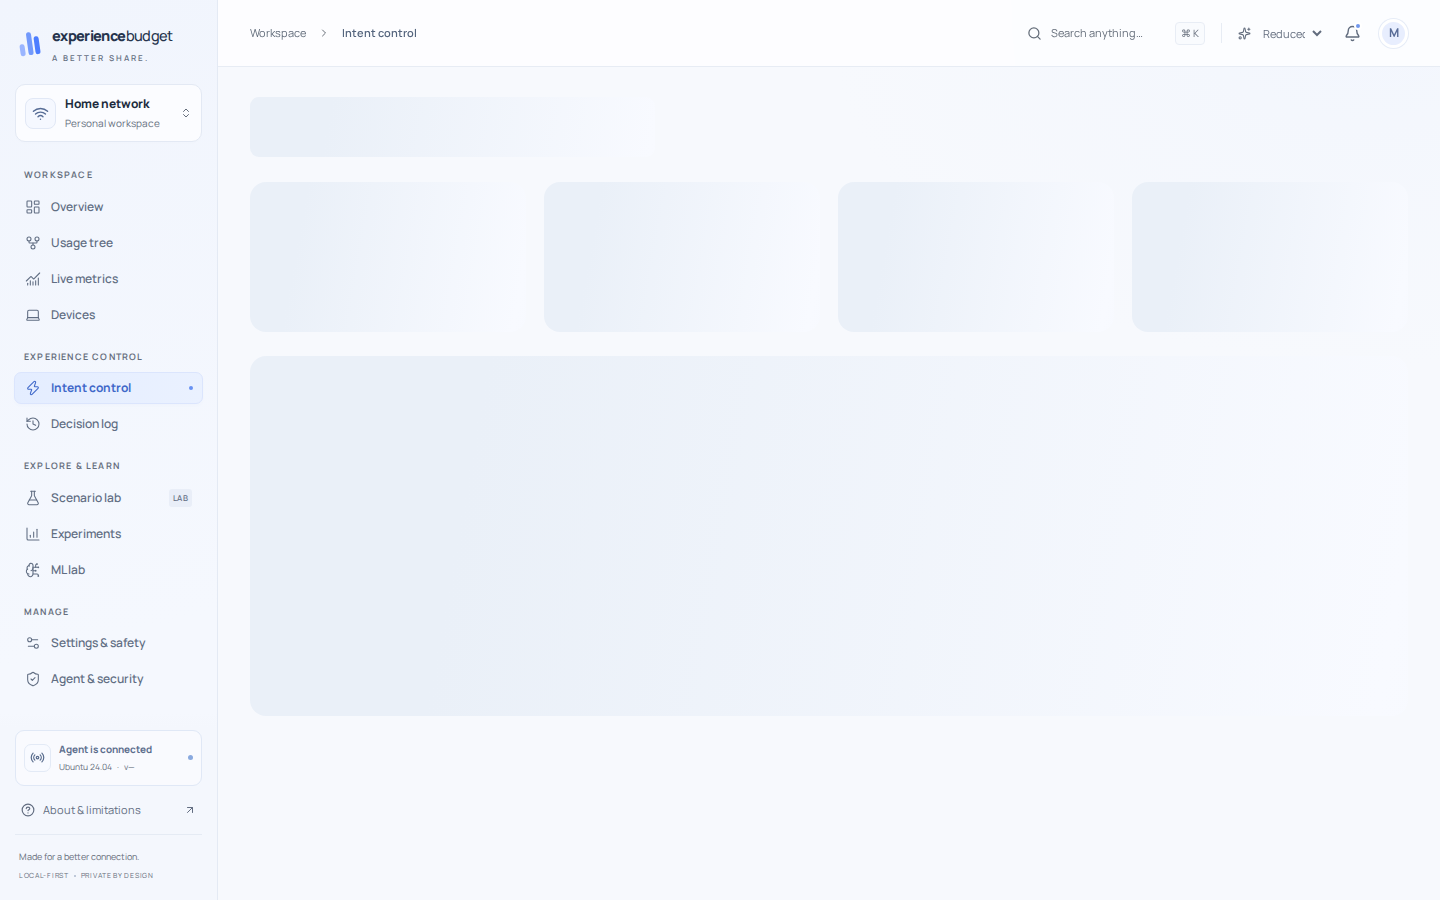 experiencebudget
A BETTER SHARE.
Home network
Personal workspace
WORKSPACE
Overview
Usage tree
Live metrics
Devices
EXPERIENCE CONTROL
Intent control
Decision log
EXPLORE & LEARN
Scenario lab LAB
Experiments
ML lab
MANAGE
Settings & safety
Agent & security
Agent is connected
Ubuntu 24.04 · v—
About & limitations
Made for a better connection.
LOCAL-FIRST • PRIVATE BY DESIGN
Workspace > Intent control
Search anything... ⌘ K
Reduced
M